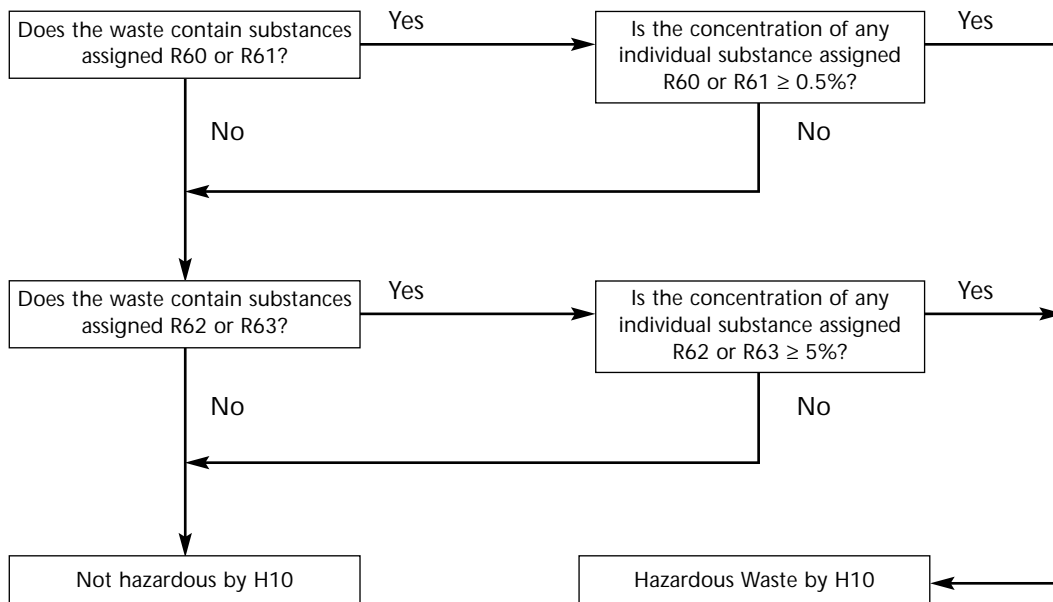 Does the waste contain substances
assigned R60 or R61?
Yes
Is the concentration of any
individual substance assigned
R60 or R61 ≥ 0.5%?
Yes
No
No
Does the waste contain substances
assigned R62 or R63?
Yes
Is the concentration of any
individual substance assigned
R62 or R63 ≥ 5%?
Yes
No
No
Not hazardous by H10
Hazardous Waste by H10